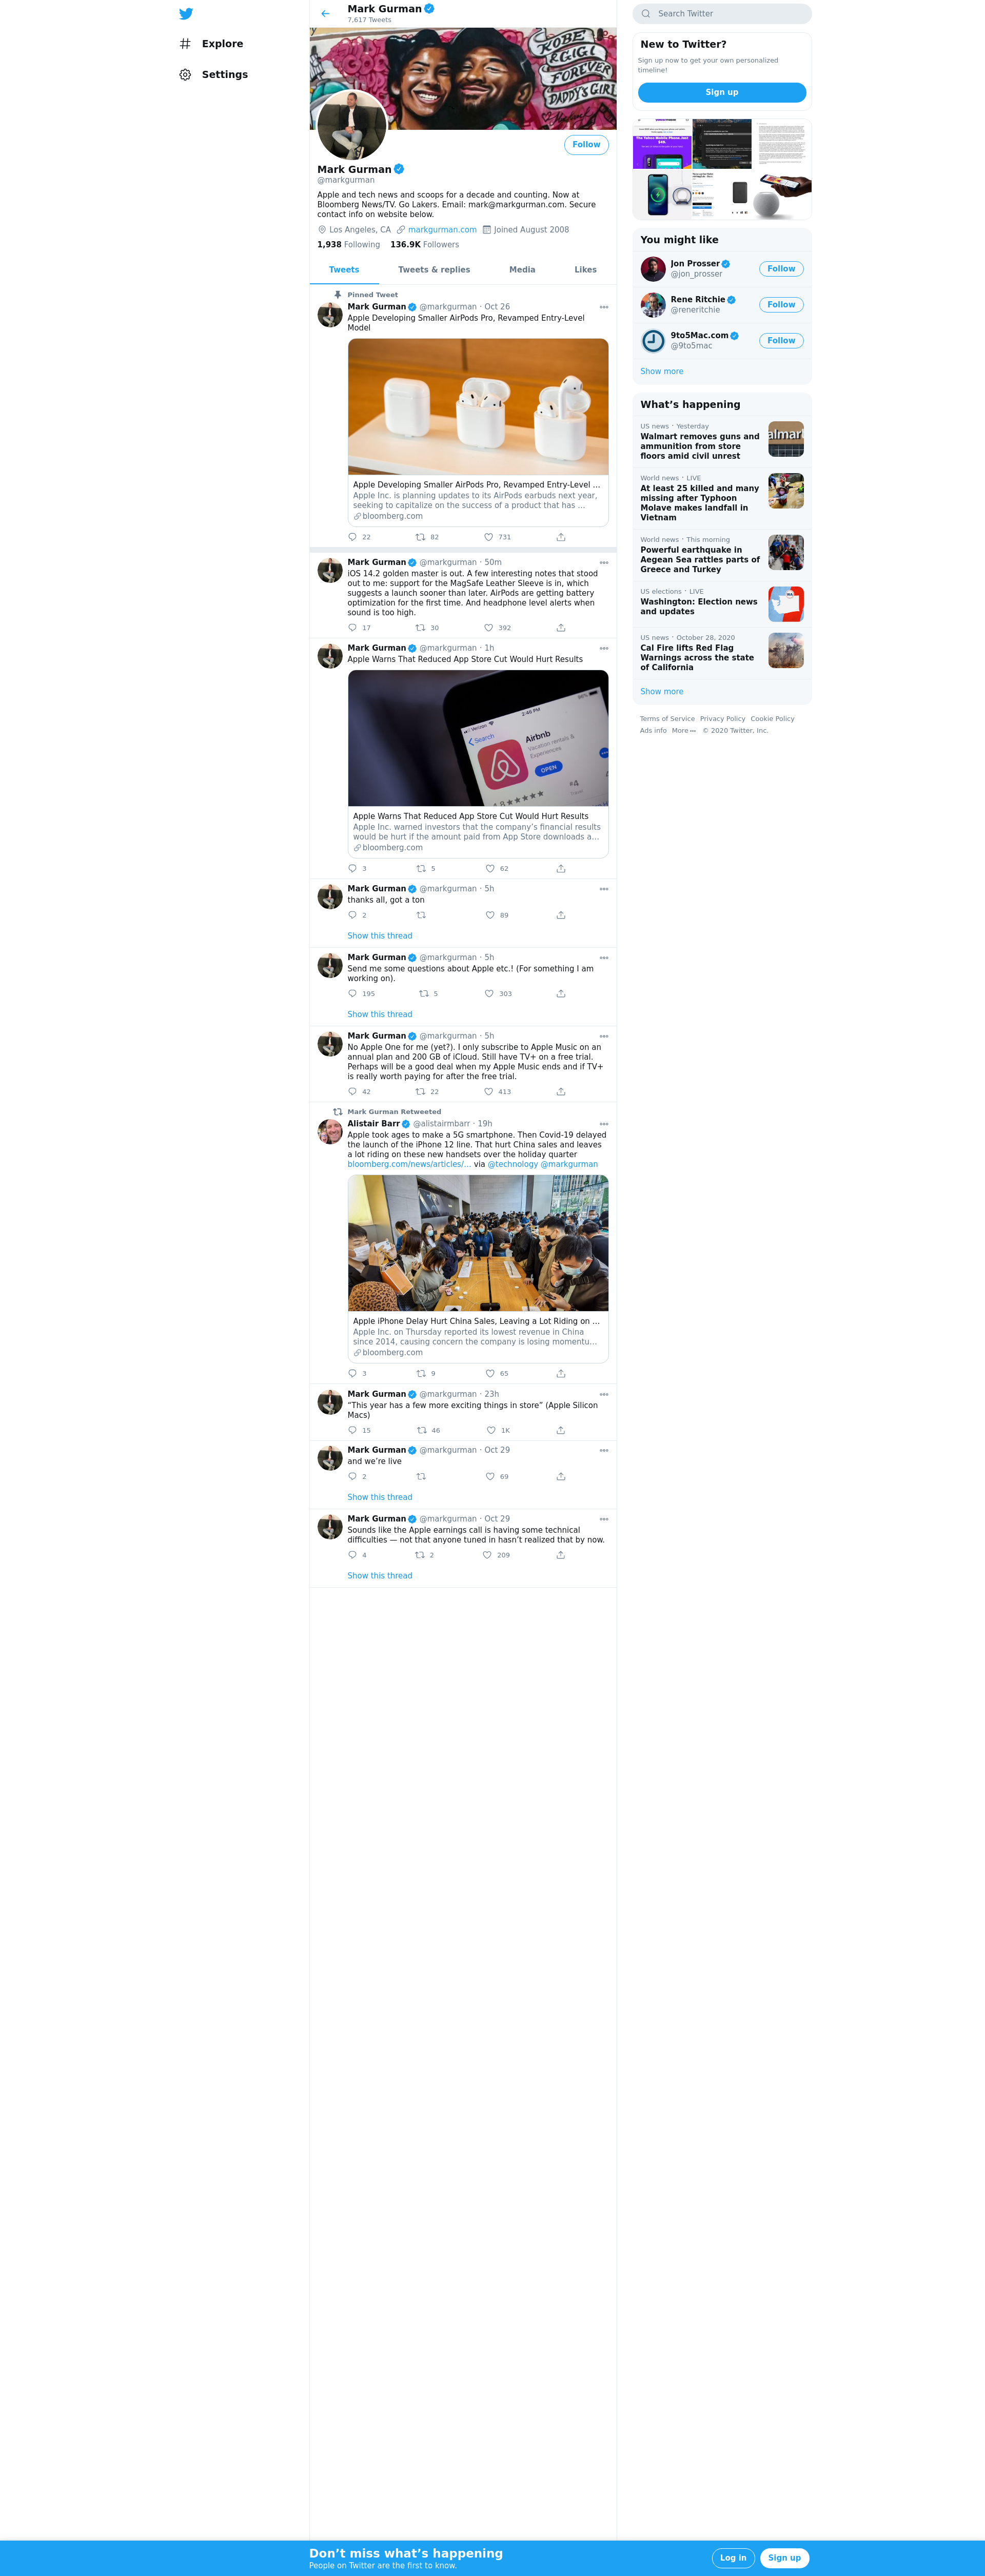 Explore
Settings
Mark Gurman
7,617 Tweets
KOBE
& GIGI
FOREVER
DADDY'S GIRL
Follow
Mark Gurman
@markgurman
Apple and tech news and scoops for a decade and counting. Now at
Bloomberg News/TV. Go Lakers. Email: mark@markgurman.com. Secure
contact info on website below.
Los Angeles, CA markgurman.com Joined August 2008
1,938 Following 136.9K Followers
Tweets Tweets & replies Media Likes
Pinned Tweet
Mark Gurman @markgurman · Oct 26
Apple Developing Smaller AirPods Pro, Revamped Entry-Level
Model
Apple Developing Smaller AirPods Pro, Revamped Entry-Level ...
Apple Inc. is planning updates to its AirPods earbuds next year,
seeking to capitalize on the success of a product that has ...
bloomberg.com
22 82 731
Mark Gurman @markgurman · 50m
iOS 14.2 golden master is out. A few interesting notes that stood
out to me: support for the MagSafe Leather Sleeve is in, which
suggests a launch sooner than later. AirPods are getting battery
optimization for the first time. And headphone level alerts when
sound is too high.
17 30 392
Mark Gurman @markgurman · 1h
Apple Warns That Reduced App Store Cut Would Hurt Results
2:40 PM
Search
Airbnb
Vacation rentals &
Experiences
OPEN
#4
Apple Warns That Reduced App Store Cut Would Hurt Results
Apple Inc. warned investors that the company’s financial results
would be hurt if the amount paid from App Store downloads a...
bloomberg.com
3 5 62
Mark Gurman @markgurman · 5h
thanks all, got a ton
2 89
Show this thread
Mark Gurman @markgurman · 5h
Send me some questions about Apple etc.! (For something I am
working on).
195 5 303
Show this thread
Mark Gurman @markgurman · 5h
No Apple One for me (yet?). I only subscribe to Apple Music on an
annual plan and 200 GB of iCloud. Still have TV+ on a free trial.
Perhaps will be a good deal when my Apple Music ends and if TV+
is really worth paying for after the free trial.
42 22 413
Mark Gurman Retweeted
Alistair Barr @alistairmbarr · 19h
Apple took ages to make a 5G smartphone. Then Covid-19 delayed
the launch of the iPhone 12 line. That hurt China sales and leaves
a lot riding on these new handsets over the holiday quarter
bloomberg.com/news/articles/... via @technology @markgurman
Apple iPhone Delay Hurt China Sales, Leaving a Lot Riding on ...
Apple Inc. on Thursday reported its lowest revenue in China
since 2014, causing concern the company is losing momentu...
bloomberg.com
3 9 65
Mark Gurman @markgurman · 23h
“This year has a few more exciting things in store” (Apple Silicon
Macs)
15 46 1K
Mark Gurman @markgurman · Oct 29
and we’re live
2 69
Show this thread
Mark Gurman @markgurman · Oct 29
Sounds like the Apple earnings call is having some technical
difficulties — not that anyone tuned in hasn’t realized that by now.
4 2 209
Show this thread
Search Twitter
New to Twitter?
Sign up now to get your own personalized
timeline!
Sign up
You might like
Jon Prosser
@jon_prosser
Follow
Rene Ritchie
@reneritchie
Follow
9to5Mac.com
@9to5mac
Follow
Show more
What’s happening
US news · Yesterday
Walmart removes guns and
ammunition from store
floors amid civil unrest
World news · LIVE
At least 25 killed and many
missing after Typhoon
Molave makes landfall in
Vietnam
World news · This morning
Powerful earthquake in
Aegean Sea rattles parts of
Greece and Turkey
US elections · LIVE
Washington: Election news
and updates
US news · October 28, 2020
Cal Fire lifts Red Flag
Warnings across the state
of California
Show more
Terms of Service Privacy Policy Cookie Policy
Ads info More © 2020 Twitter, Inc.
Don’t miss what’s happening
People on Twitter are the first to know.
Log in
Sign up